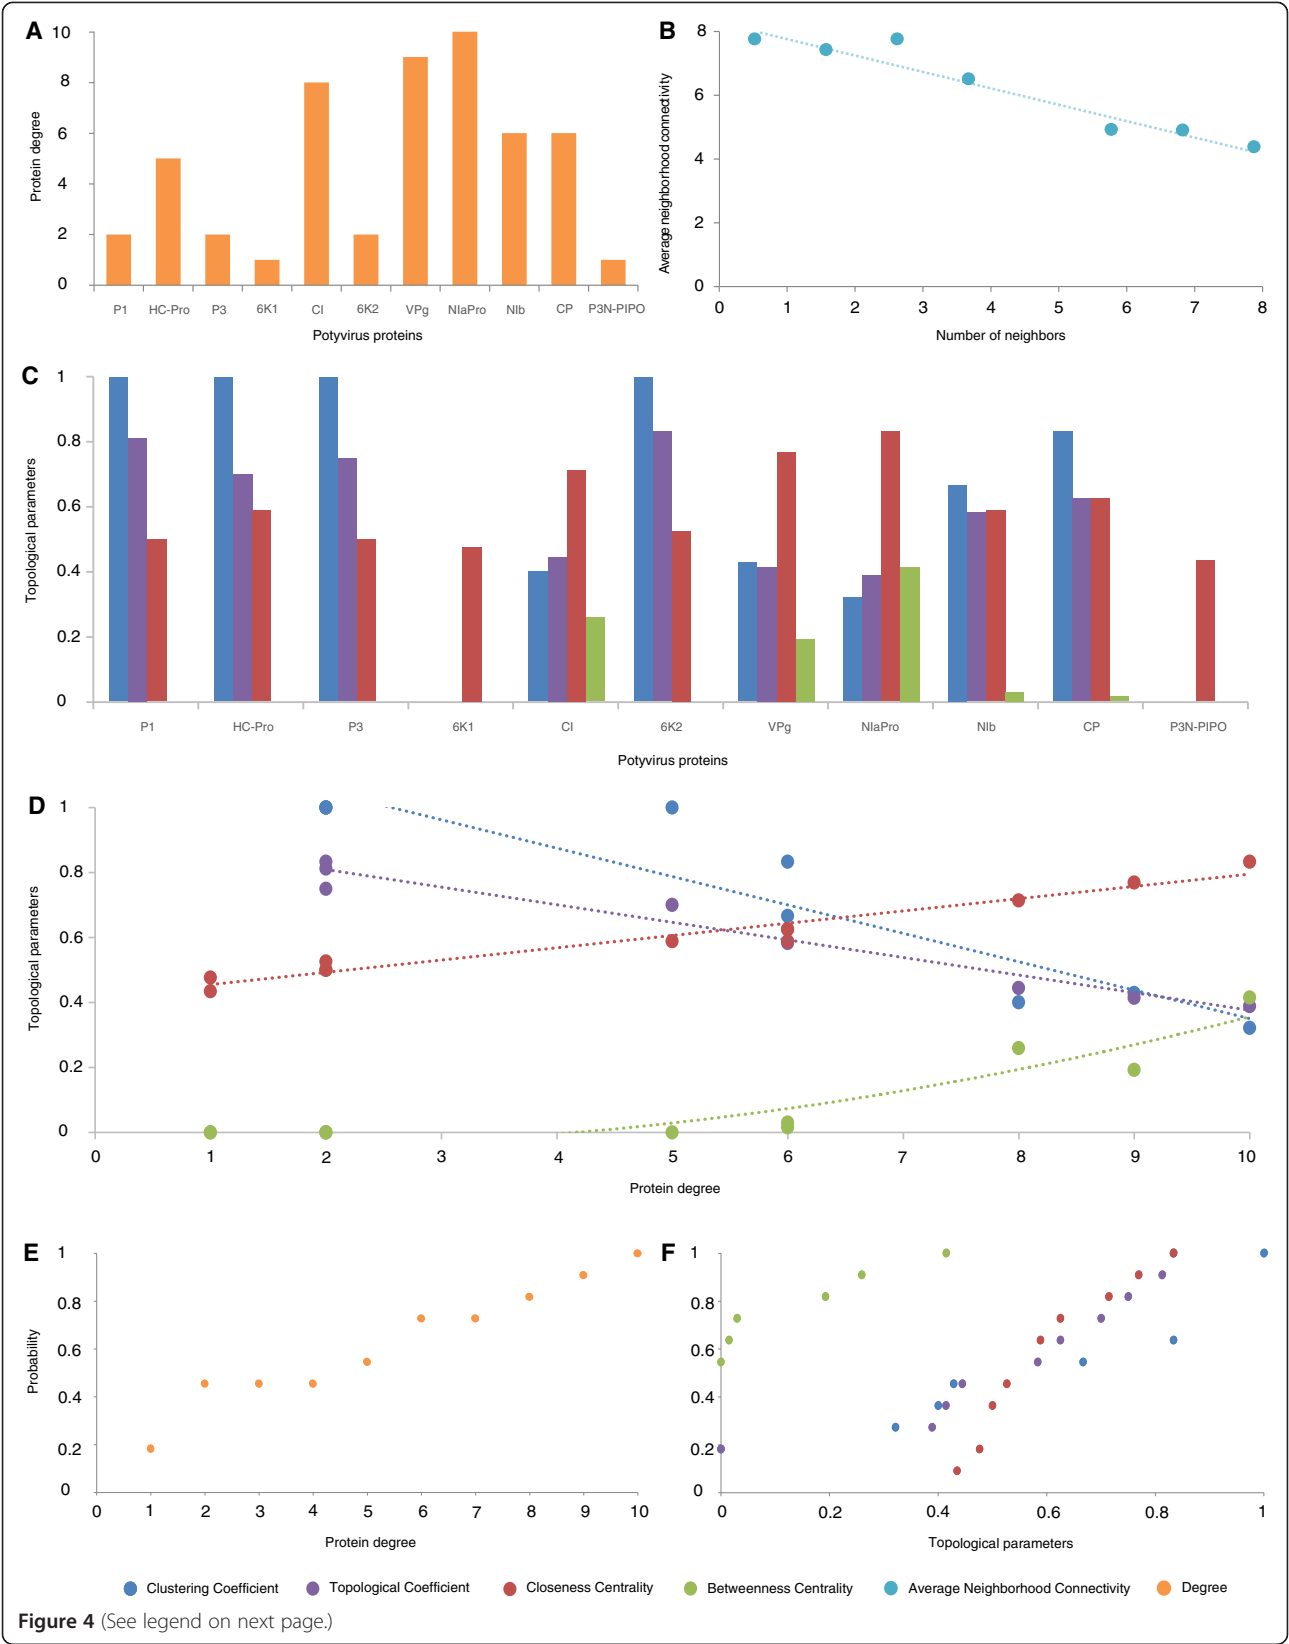 A
10
8
6
4
2
0
Protein degree
P1 HC-Pro P3 6K1 CI 6K2 VPg NIaPro NIb CP P3N-PIPO
Potyvirus proteins
B
8
6
4
2
0
Average neighborhood connectivity
0 1 2 3 4 5 6 7 8
Number of neighbors
C
1
0.8
0.6
0.4
0.2
0
Topological parameters
P1 HC-Pro P3 6K1 CI 6K2 VPg NIaPro NIb CP P3N-PIPO
Potyvirus proteins
D
1
0.8
0.6
0.4
0.2
0
Topological parameters
0 1 2 3 4 5 6 7 8 9 10
Protein degree
E
1
0.8
0.6
0.4
0.2
0
Probability
0 1 2 3 4 5 6 7 8 9 10
Protein degree
F
1
0.8
0.6
0.4
0.2
0
0 0.2 0.4 0.6 0.8 1
Topological parameters
Clustering Coefficient Topological Coefficient Closeness Centrality Betweenness Centrality Average Neighborhood Connectivity Degree
Figure 4 (See legend on next page.)